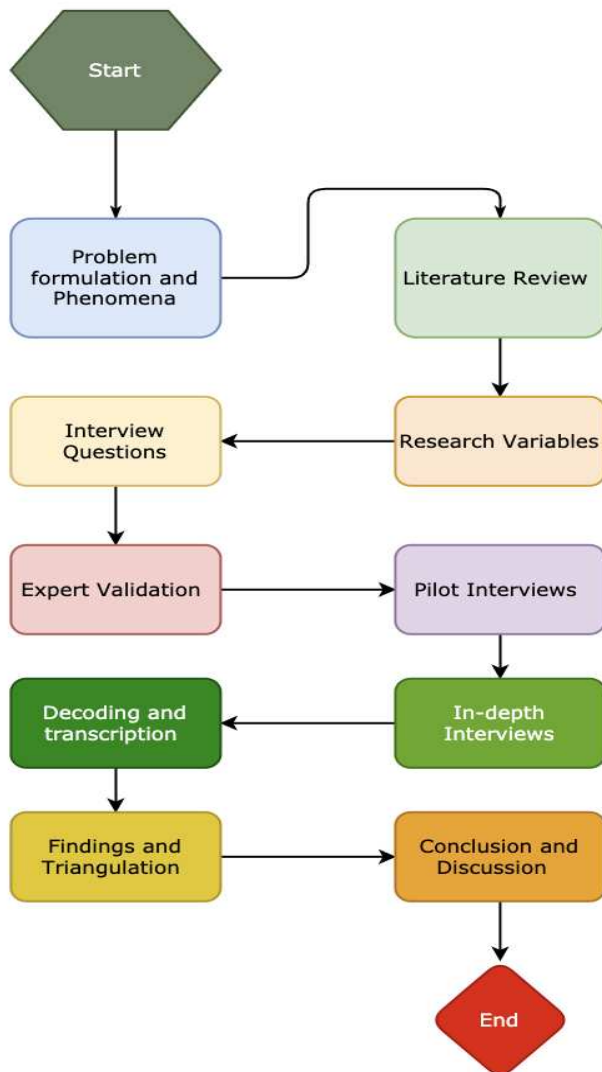 Start
Problem
formulation and
Phenomena
Literature Review
Research Variables
Interview
Questions
Expert Validation
Pilot Interviews
In-depth
Interviews
Decoding and
transcription
Findings and
Triangulation
Conclusion and
Discussion
End